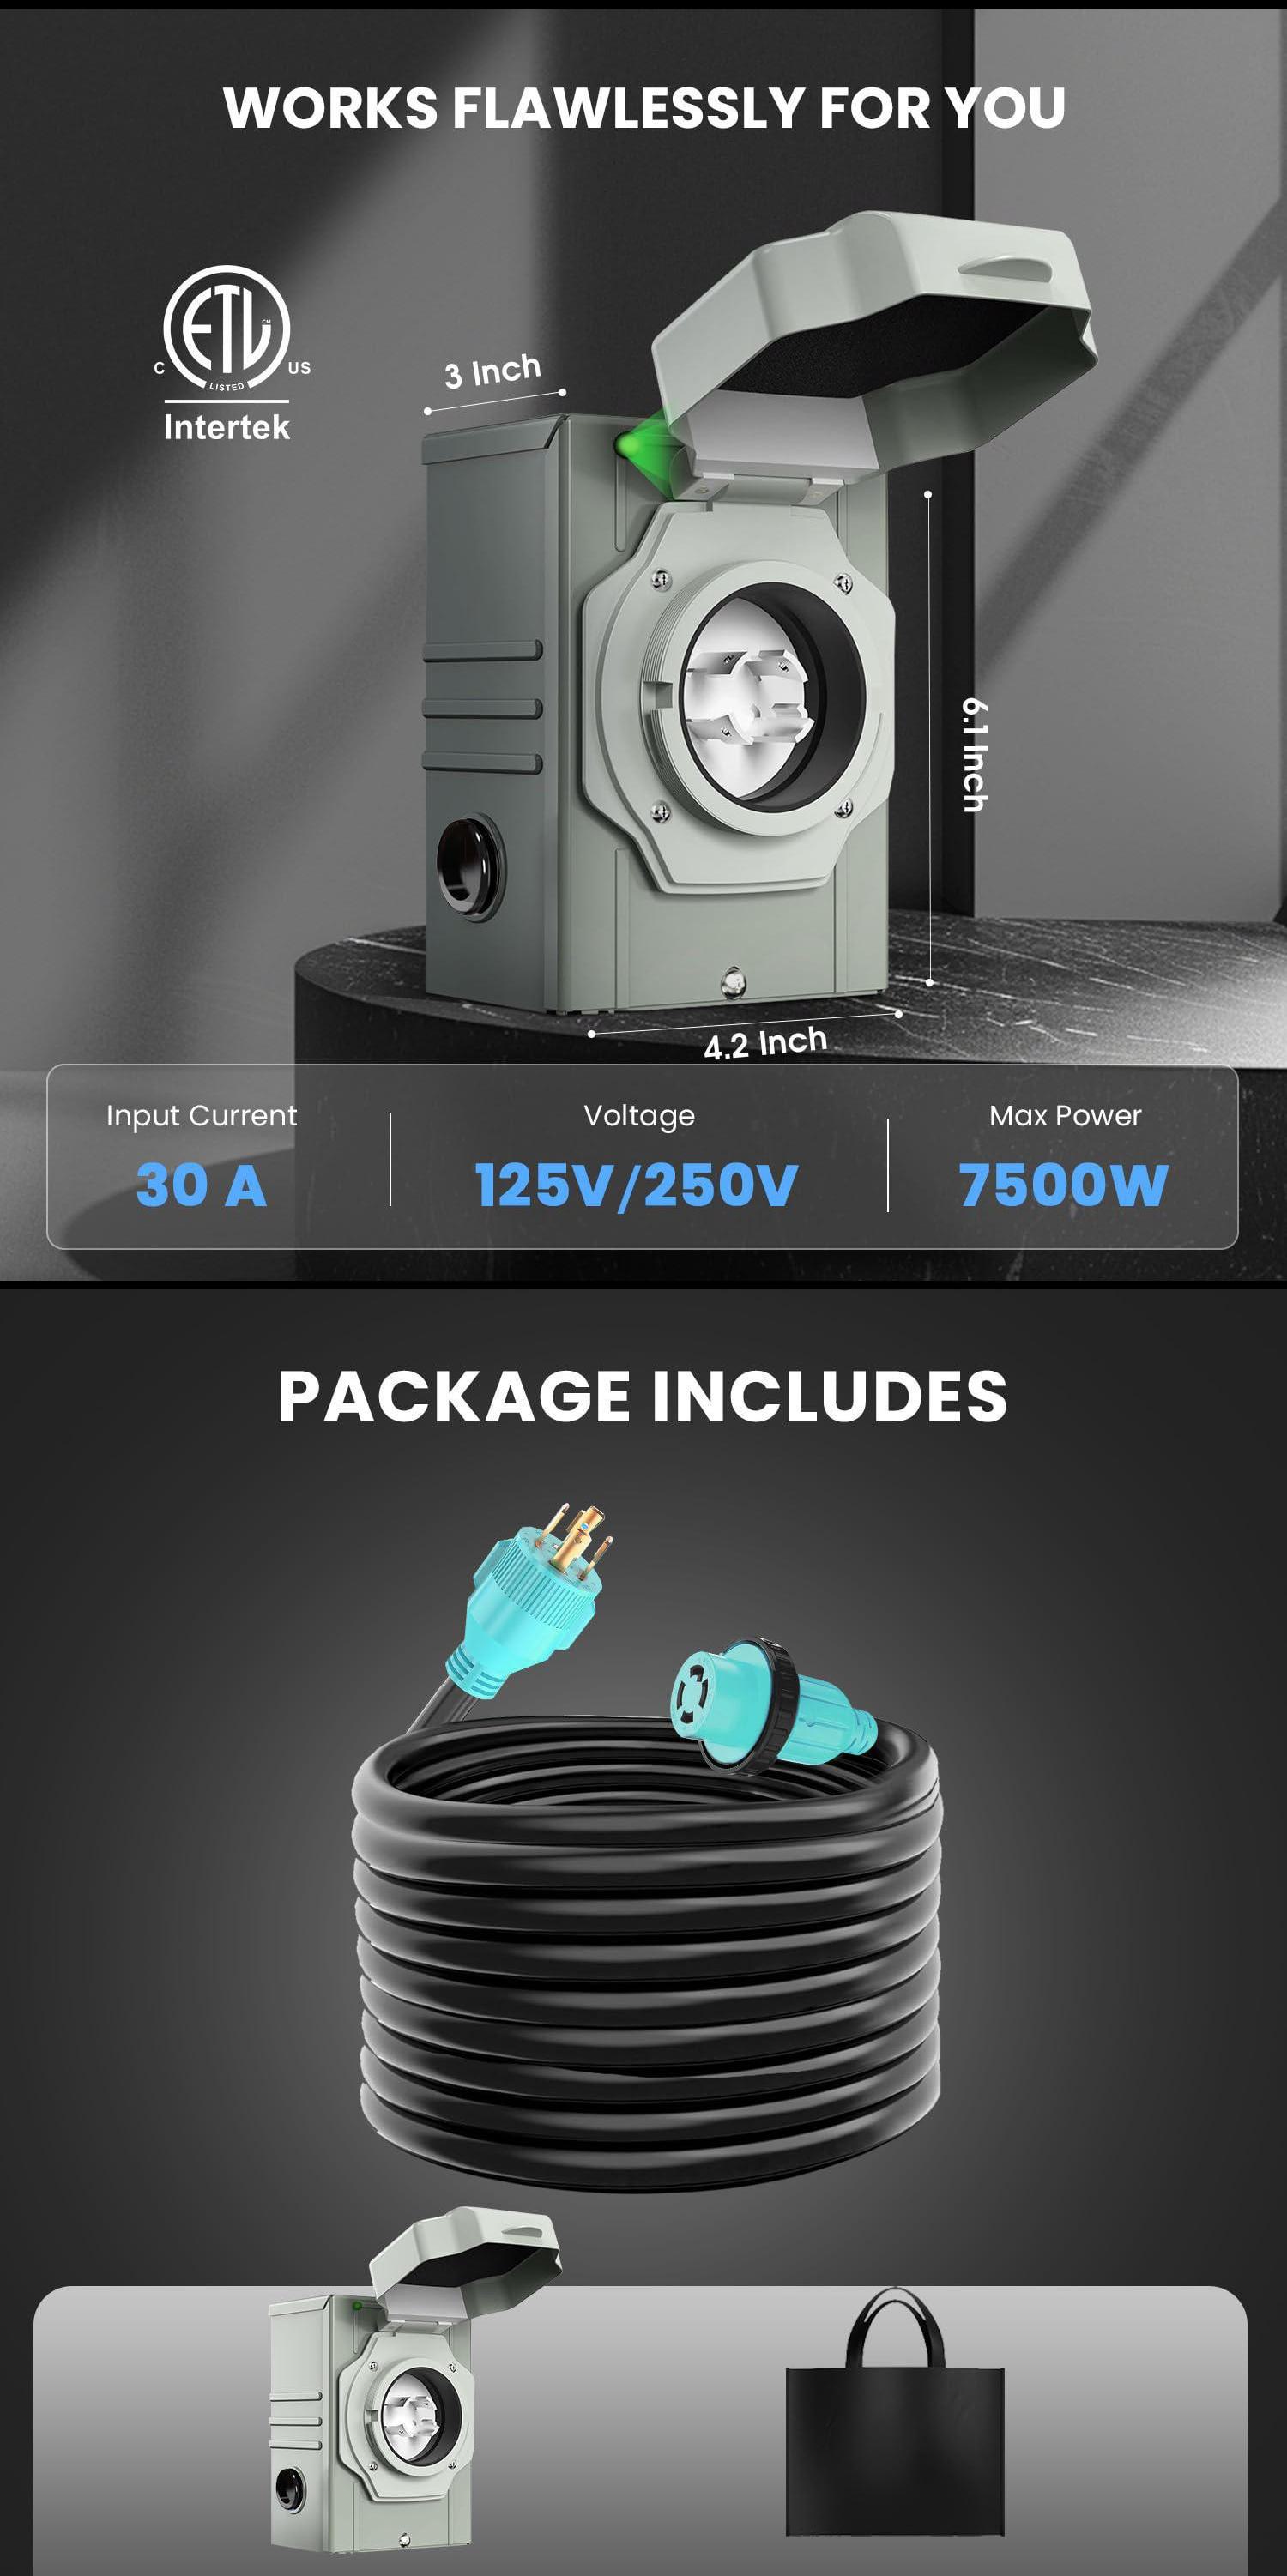 WORKS FLAWLESSLY FOR YOU
ETL
CM
C
US
LISTED
Intertek
3 Inch
6.1 Inch
4.2 Inch
Input Current
Voltage
Max Power
30 A
125V/250V
7500W
PACKAGE INCLUDES